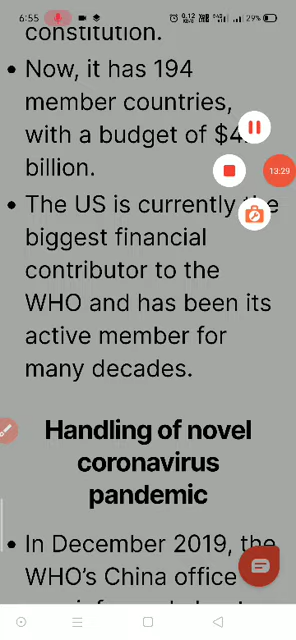 6:55
29%
constitution.
• Now, it has 194
member countries,
with a budget of $4.
billion.
13:29
• The US is currently the
biggest financial
contributor to the
WHO and has been its
active member for
many decades.
Handling of novel
coronavirus
pandemic
• In December 2019, the
WHO's China office